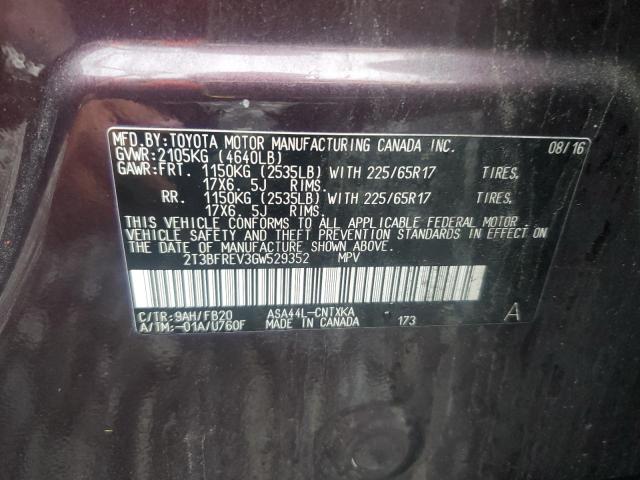 MFD.BY:TOYOTA MOTOR MANUFACTURING CANADA INC. 08/16
GVWR:2105KG (4640LB)
GAWR:FRT. 1150KG (2535LB) WITH 225/65R17 TIRES,
17X6.5J RIMS.
RR. 1150KG (2535LB) WITH 225/65R17 TIRES,
17X6.5J RIMS.
THIS VEHICLE CONFORMS TO ALL APPLICABLE FEDERAL MOTOR
VEHICLE SAFETY AND THEFT PREVENTION STANDARDS IN EFFECT ON
THE DATE OF MANUFACTURE SHOWN ABOVE.
2T3BFREV3GW529352 MPV
C/TR:9AH/FB20 ASA44L-CNTXKA
A/TM:-01A/U760F MADE IN CANADA 173 A